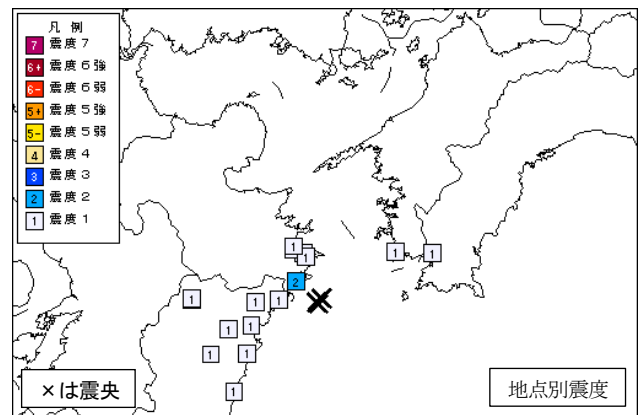 凡 例
7 震度７
6+ 震度６強
6- 震度６弱
5+ 震度５強
5- 震度５弱
4 震度４
3 震度３
2 震度２
1 震度１
1
1
1
1
2
1
1
1
1
1
1
1
1
×は震央
地点別震度